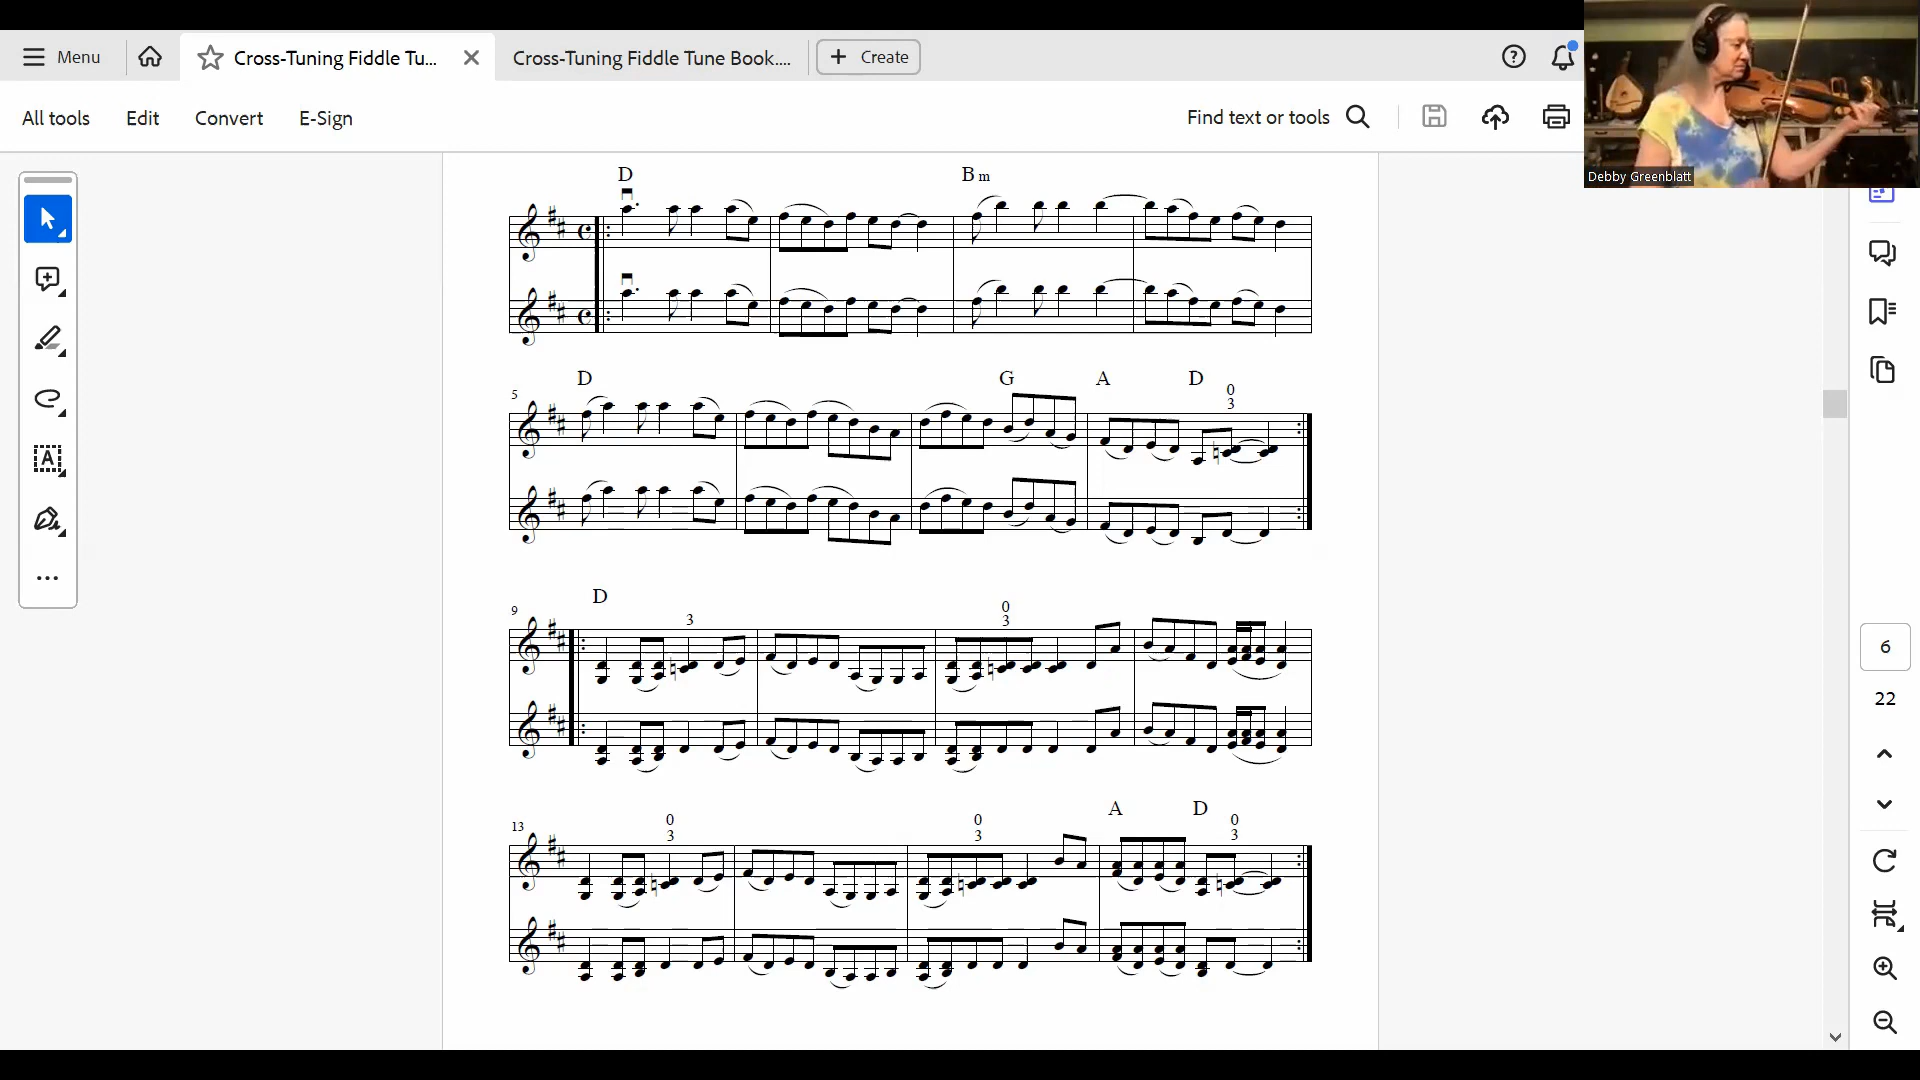 Menu
Cross-Tuning Fiddle Tu...
Cross-Tuning Fiddle Tune Book....
Create
All tools
Edit
Convert
E-Sign
Find text or tools
Debby Greenblatt
D
B m
5
D
G
A
D
0
3
9
D
3
0
3
6
22
13
0
3
0
3
A
D
0
3